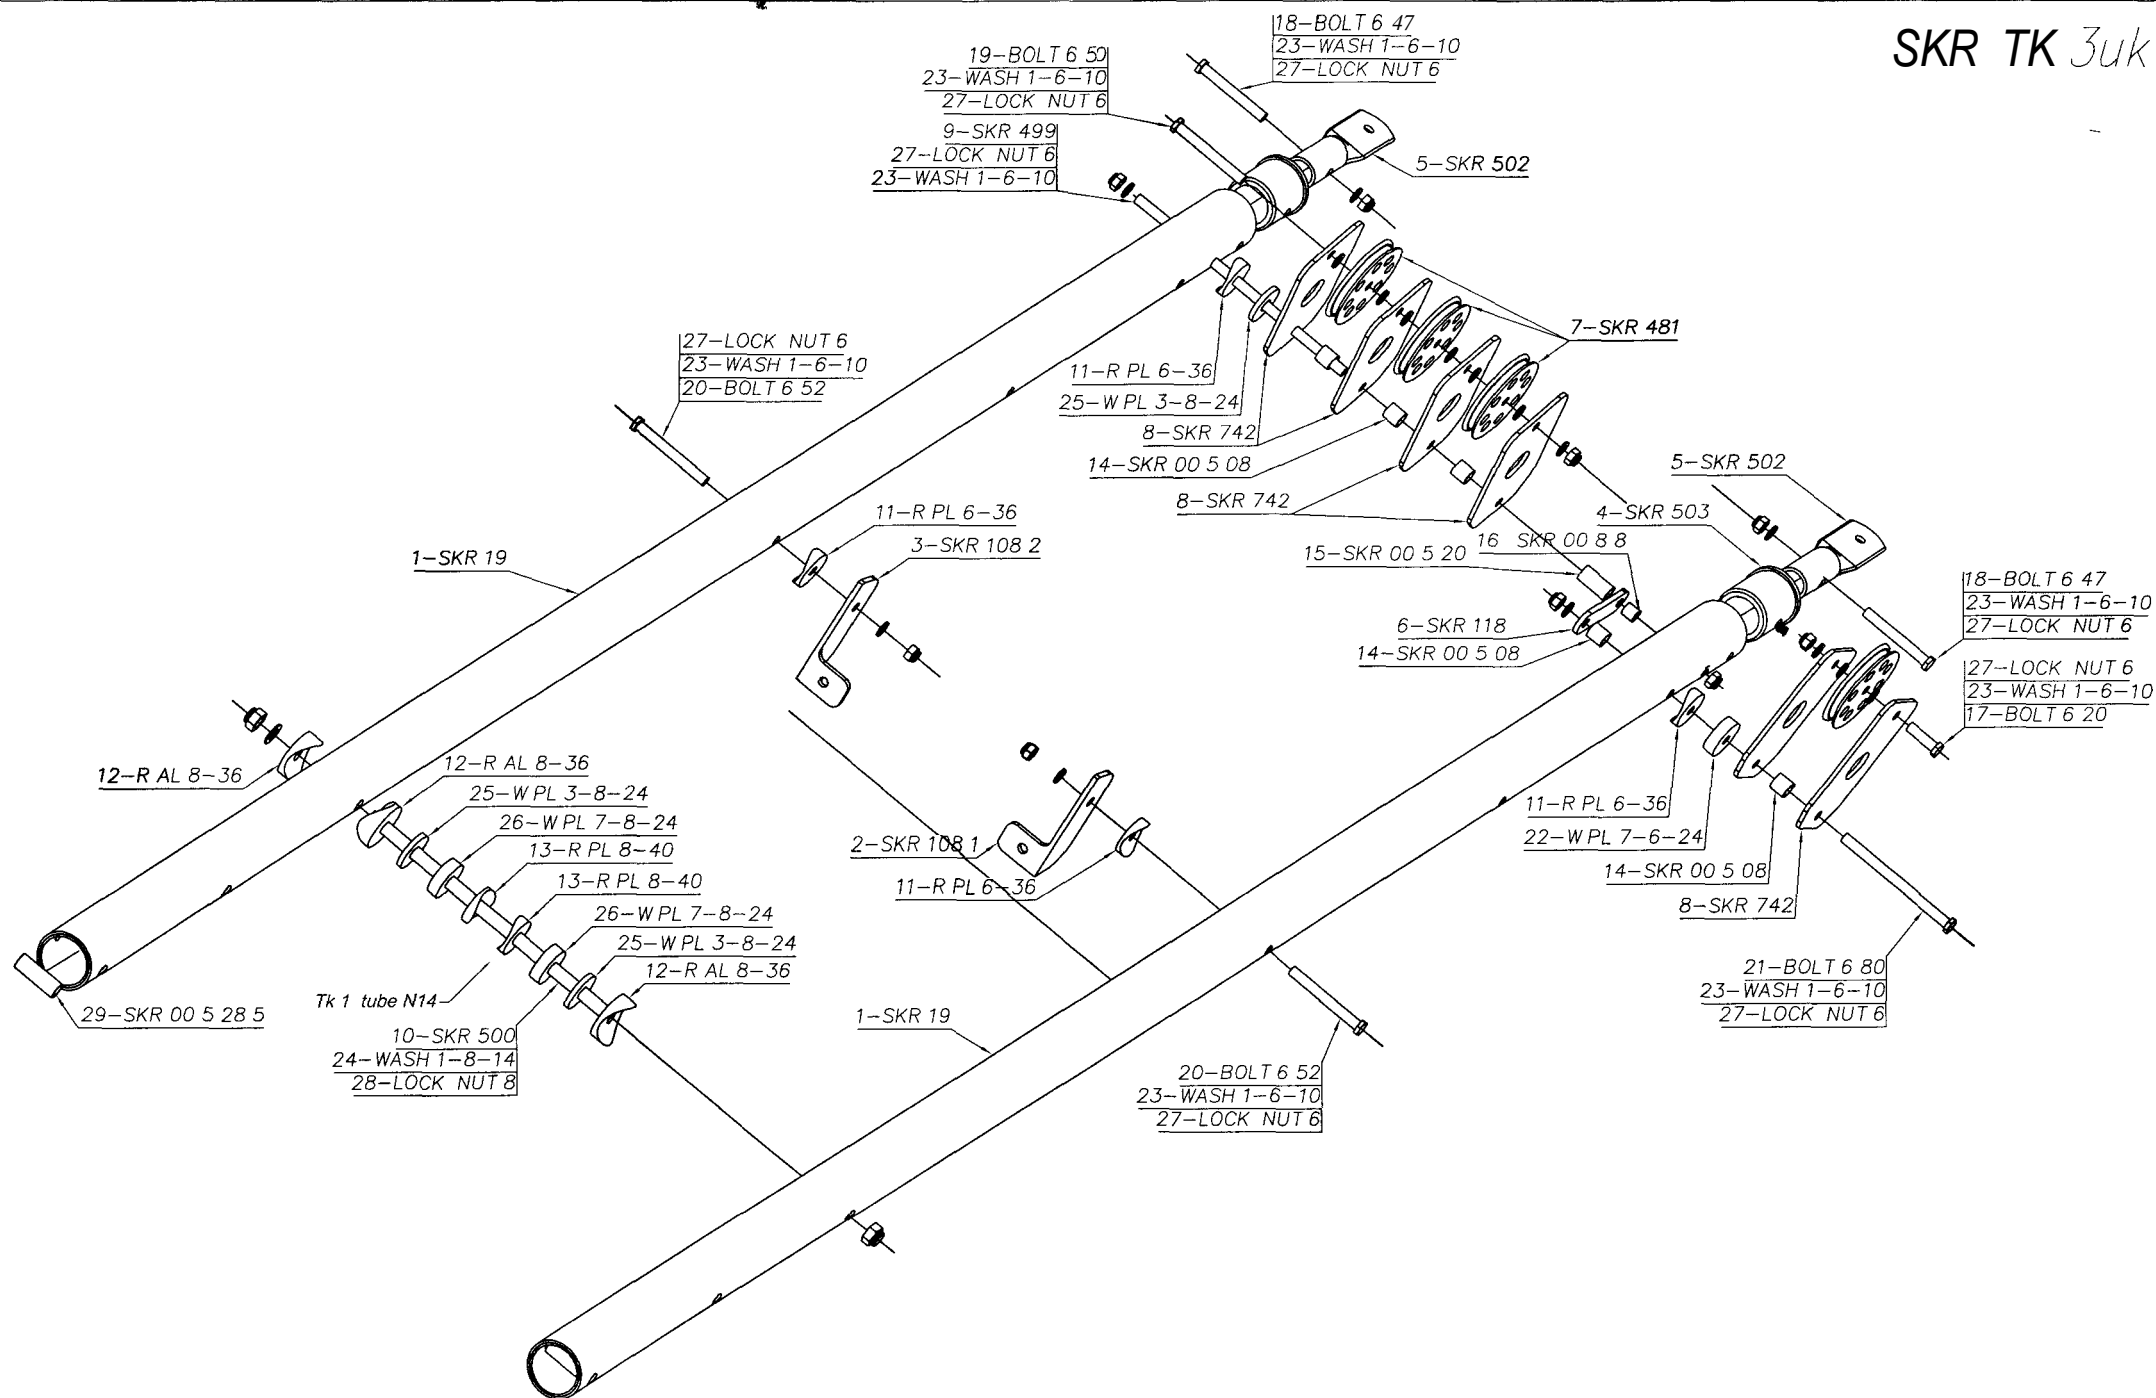 SKR TK 3uk
18-BOLT 6 47
23-WASH 1-6-10
27-LOCK NUT 6
19-BOLT 6 50
23-WASH 1-6-10
27-LOCK NUT 6
9-SKR 499
27-LOCK NUT 6
23-WASH 1-6-10
5-SKR 502
7-SKR 481
27-LOCK NUT 6
23-WASH 1-6-10
20-BOLT 6 52
11-R PL 6-36
25-W PL 3-8-24
8-SKR 742
14-SKR 00 5 08
8-SKR 742
5-SKR 502
4-SKR 503
11-R PL 6-36
3-SKR 108 2
1-SKR 19
15-SKR 00 5 20
16 SKR 00 8 8
18-BOLT 6 47
23-WASH 1-6-10
27-LOCK NUT 6
6-SKR 118
14-SKR 00 5 08
27-LOCK NUT 6
23-WASH 1-6-10
17-BOLT 6 20
12-R AL 8-36
12-R AL 8-36
25-W PL 3-8-24
26-W PL 7-8-24
13-R PL 8-40
13-R PL 8-40
26-W PL 7-8-24
25-W PL 3-8-24
12-R AL 8-36
2-SKR 108 1
11-R PL 6-36
11-R PL 6-36
22-W PL 7-6-24
14-SKR 00 5 08
8-SKR 742
Tk 1 tube N14
29-SKR 00 5 28 5
10-SKR 500
24-WASH 1-8-14
28-LOCK NUT 8
1-SKR 19
21-BOLT 6 80
23-WASH 1-6-10
27-LOCK NUT 6
20-BOLT 6 52
23-WASH 1-6-10
27-LOCK NUT 6